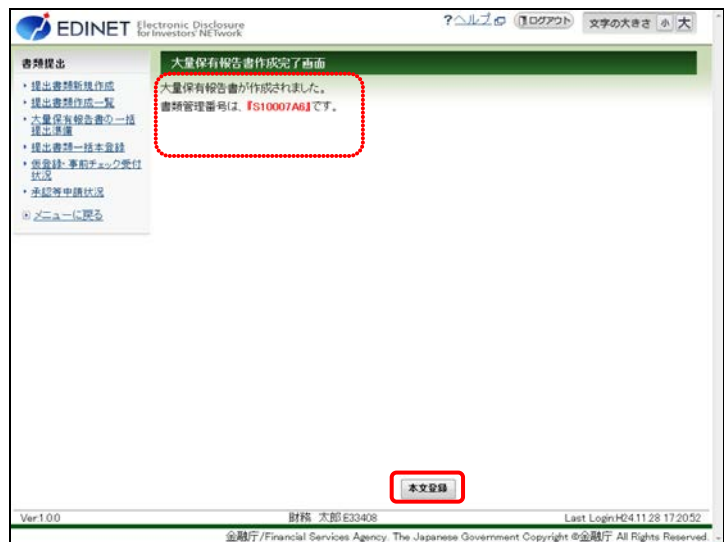 EDINET Electronic Disclosure for Investors' NETwork
?ヘルプ ログアウト 文字の大きさ 小 大
書類提出
・提出書類新規作成
・提出書類作成一覧
・大量保有報告書の一括
提出準備
・提出書類一括本登録
・仮登録・事前チェック受付
状況
・承認等申請状況
メニューに戻る
大量保有報告書作成完了画面
大量保有報告書が作成されました。
書類管理番号は、『S10007A6』です。
本文登録
Ver.1.0.0 財務 太郎:E33408 Last Login:H24.11.28 17:20:52
金融庁/Financial Services Agency. The Japanese Government Copyright ©金融庁 All Rights Reserved.